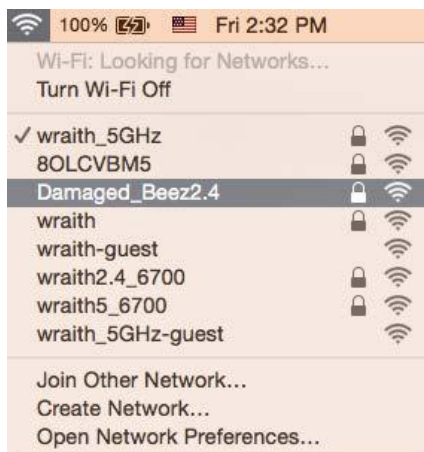 100% Fri 2:32 PM
Wi-Fi: Looking for Networks...
Turn Wi-Fi Off
wraith_5GHz
8OLCVBM5
Damaged_Beez2.4
wraith
wraith-guest
wraith2.4_6700
wraith5_6700
wraith_5GHz-guest
Join Other Network...
Create Network...
Open Network Preferences...